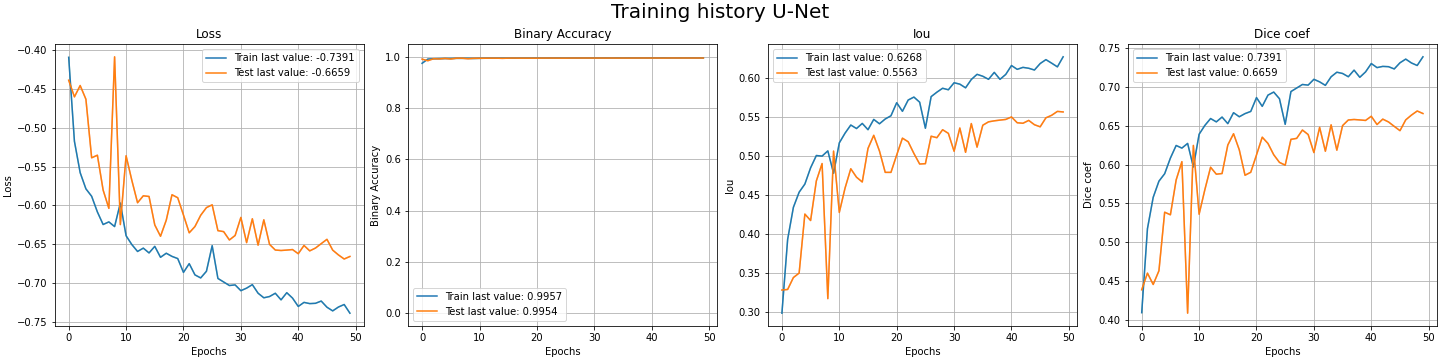 Training history U-Net
Loss
−0.40
−0.45
−0.50
−0.55
−0.60
−0.65
−0.70
−0.75
Loss
0 10 20 30 40 50
Epochs
Train last value: -0.7391
Test last value: -0.6659
Binary Accuracy
1.0
0.8
0.6
0.4
0.2
0.0
Binary Accuracy
0 10 20 30 40 50
Epochs
Train last value: 0.9957
Test last value: 0.9954
Iou
0.60
0.55
0.50
0.45
0.40
0.35
0.30
Iou
0 10 20 30 40 50
Epochs
Train last value: 0.6268
Test last value: 0.5563
Dice coef
0.75
0.70
0.65
0.60
0.55
0.50
0.45
0.40
Dice coef
0 10 20 30 40 50
Epochs
Train last value: 0.7391
Test last value: 0.6659